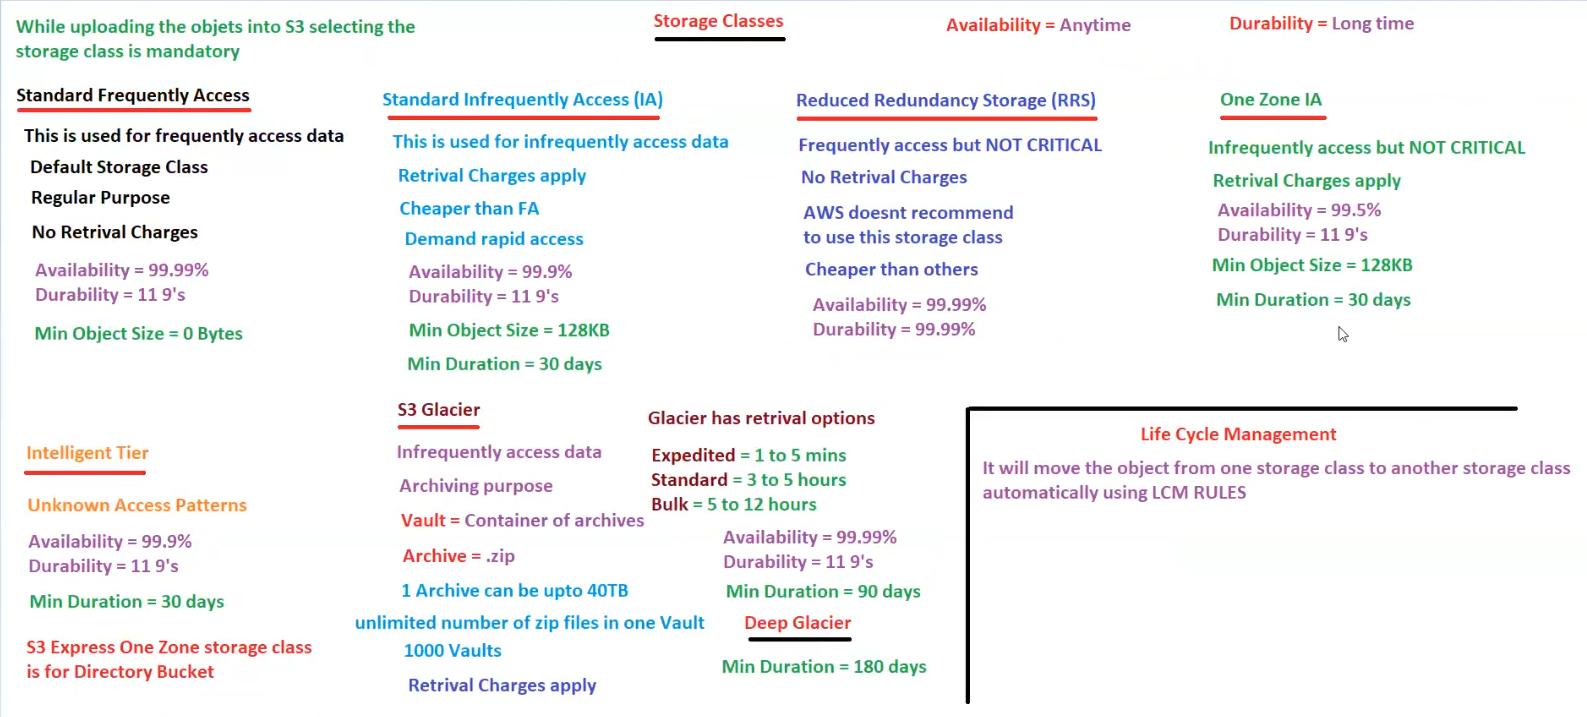 While uploading the objets into S3 selecting the
storage class is mandatory
Storage Classes
Availability = Anytime
Durability = Long time
Standard Frequently Access
This is used for frequently access data
Default Storage Class
Regular Purpose
No Retrival Charges
Availability = 99.99%
Durability = 11 9's
Min Object Size = 0 Bytes
Standard Infrequently Access (IA)
This is used for infrequently access data
Retrival Charges apply
Cheaper than FA
Demand rapid access
Availability = 99.9%
Durability = 11 9's
Min Object Size = 128KB
Min Duration = 30 days
Reduced Redundancy Storage (RRS)
Frequently access but NOT CRITICAL
No Retrival Charges
AWS doesnt recommend
to use this storage class
Cheaper than others
Availability = 99.99%
Durability = 99.99%
One Zone IA
Infrequently access but NOT CRITICAL
Retrival Charges apply
Availability = 99.5%
Durability = 11 9's
Min Object Size = 128KB
Min Duration = 30 days
Intelligent Tier
Unknown Access Patterns
Availability = 99.9%
Durability = 11 9's
Min Duration = 30 days
S3 Express One Zone storage class
is for Directory Bucket
S3 Glacier
Infrequently access data
Archiving purpose
Vault = Container of archives
Archive = .zip
1 Archive can be upto 40TB
unlimited number of zip files in one Vault
1000 Vaults
Retrival Charges apply
Glacier has retrival options
Expedited = 1 to 5 mins
Standard = 3 to 5 hours
Bulk = 5 to 12 hours
Availability = 99.99%
Durability = 11 9's
Min Duration = 90 days
Deep Glacier
Min Duration = 180 days
Life Cycle Management
It will move the object from one storage class to another storage class
automatically using LCM RULES